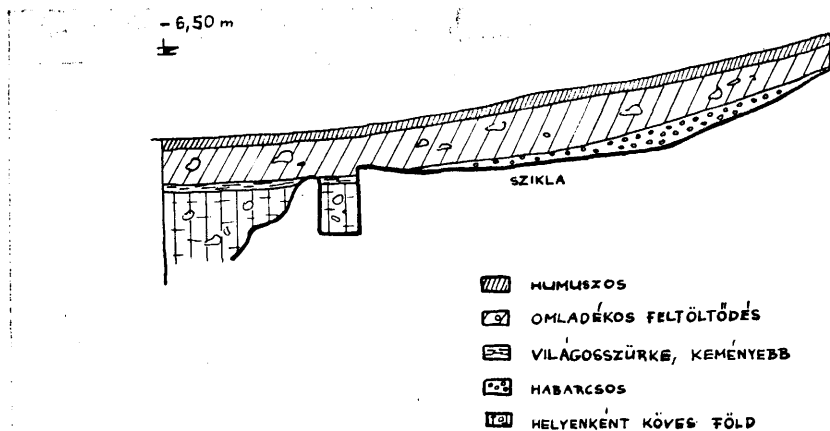 - 6,50 m
SZIKLA
HUMUSZOS
OMLADÉKOS FELTÖLTŐDÉS
VILÁGOSSZÜRKE, KEMÉNYEBB
HABARCSOS
HELYENKÉNT KÖVES FÖLD